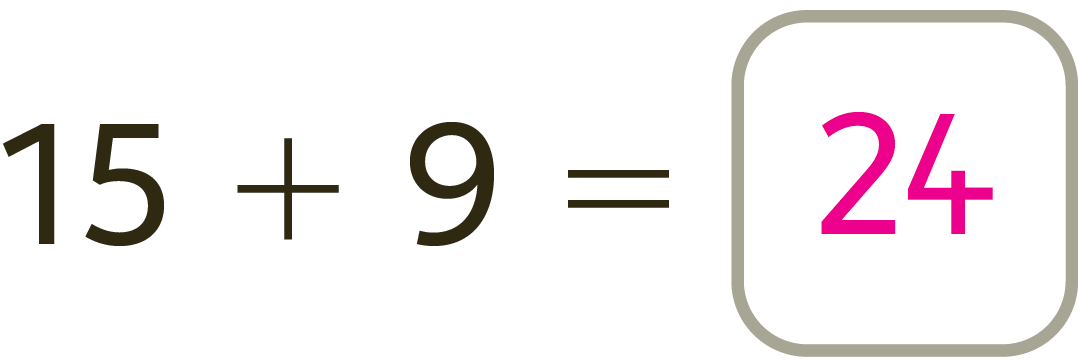 15 + 9 = 24